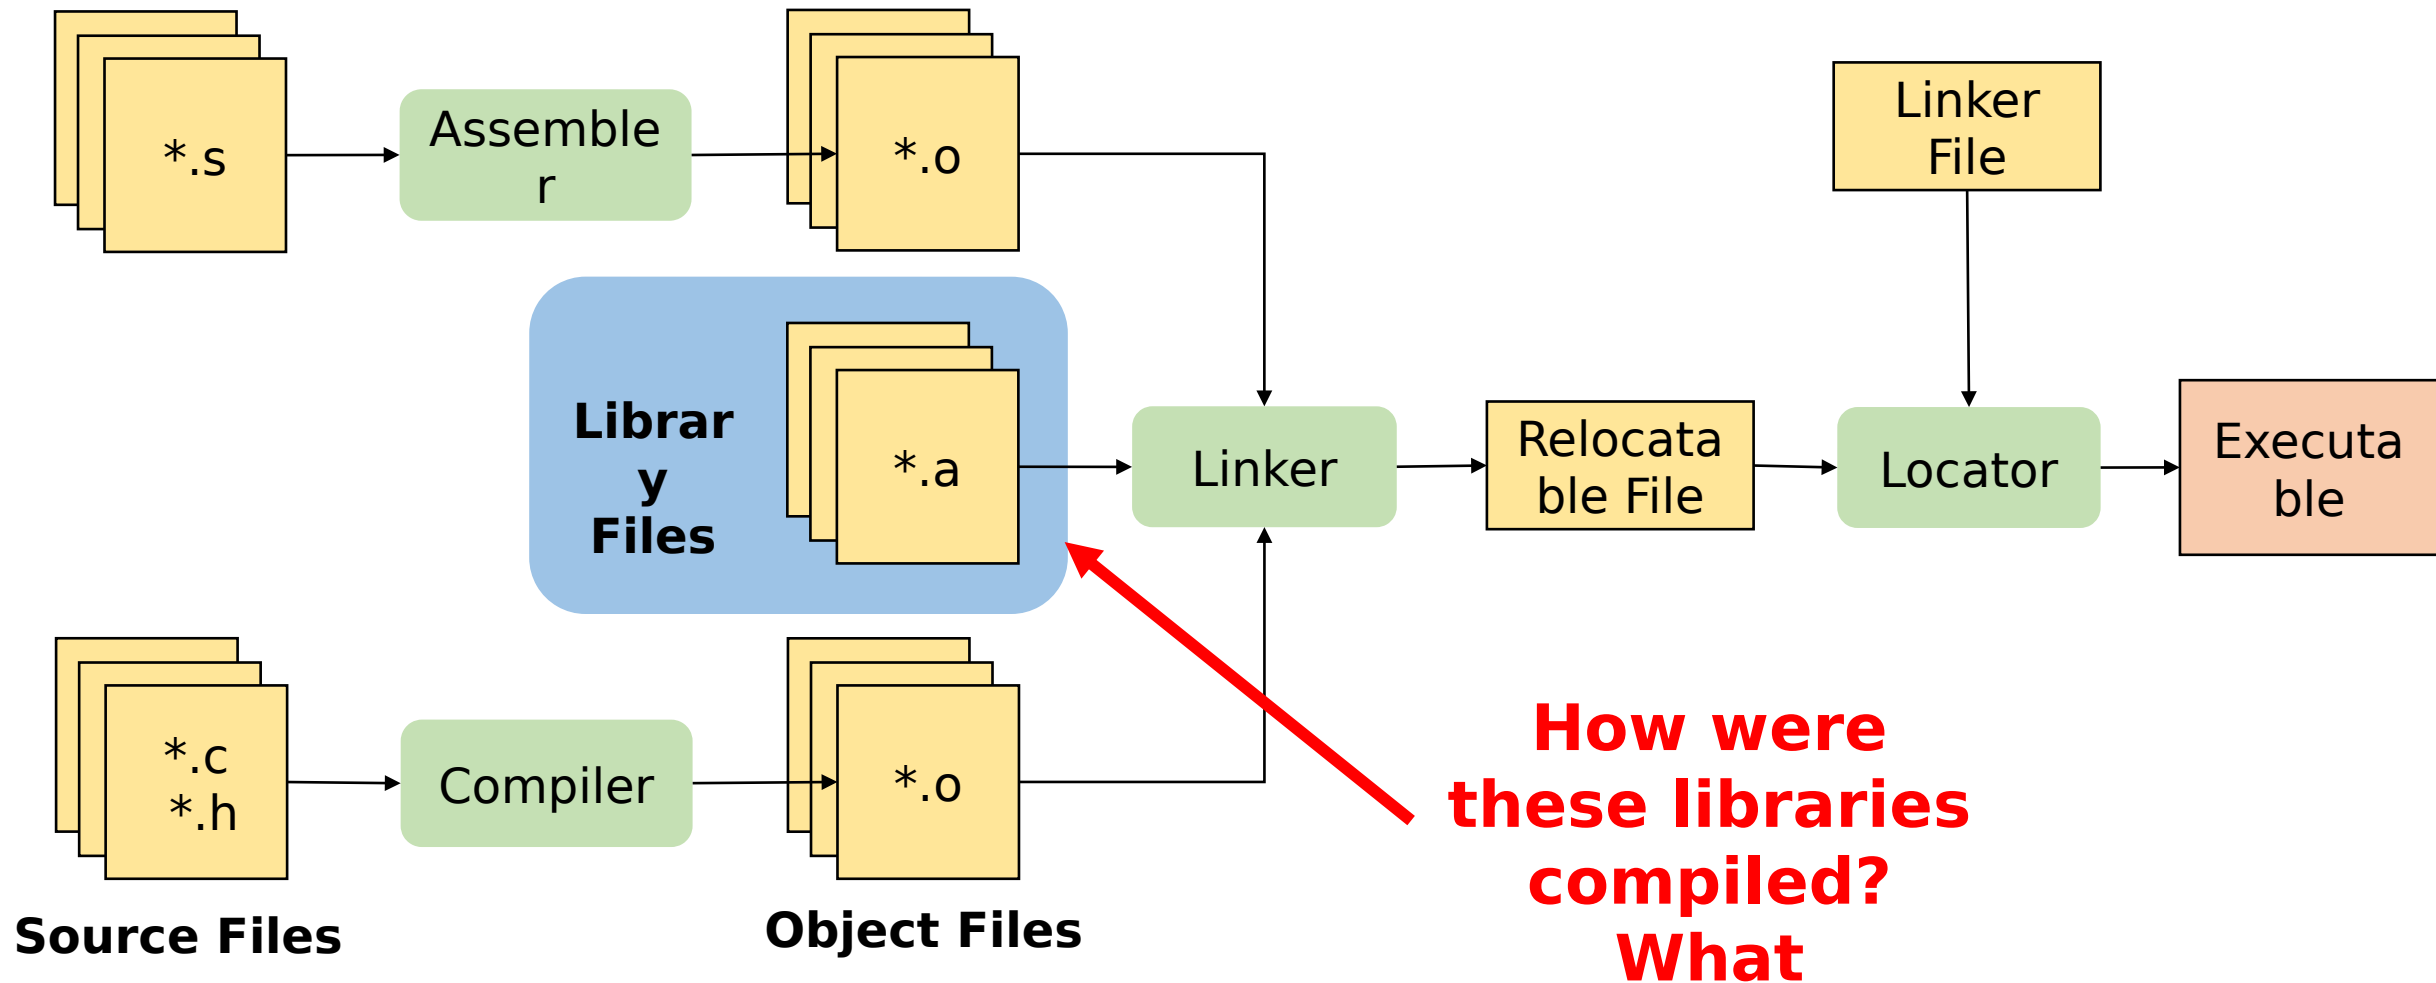 *.s
Assemble
r
*.o
Linker
File
Librar
y
Files
*.a
Linker
Relocata
ble File
Locator
Executa
ble
*.c
*.h
Compiler
*.o
How were
these libraries
compiled?
What
Source Files
Object Files